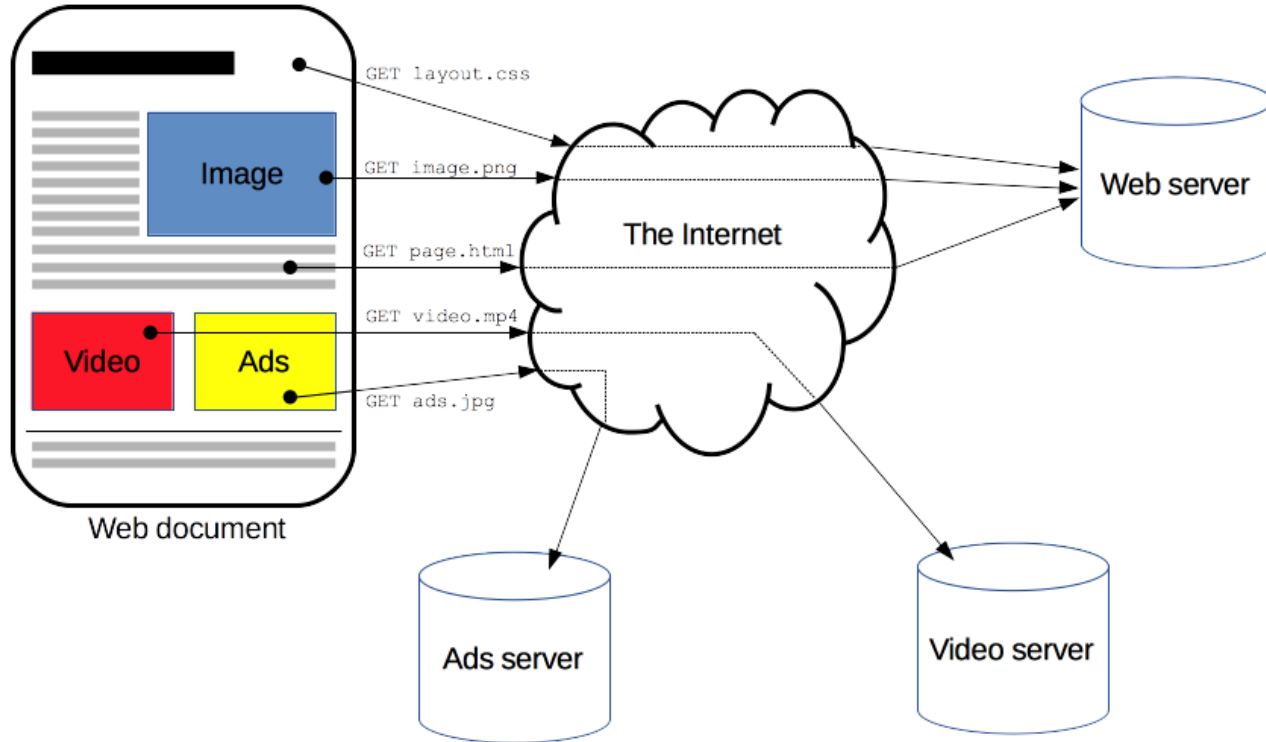 GET layout.css
Image
GET image.png
Web server
The Internet
GET page.html
GET video.mp4
Video
Ads
GET ads.jpg
Web document
Ads server
Video server